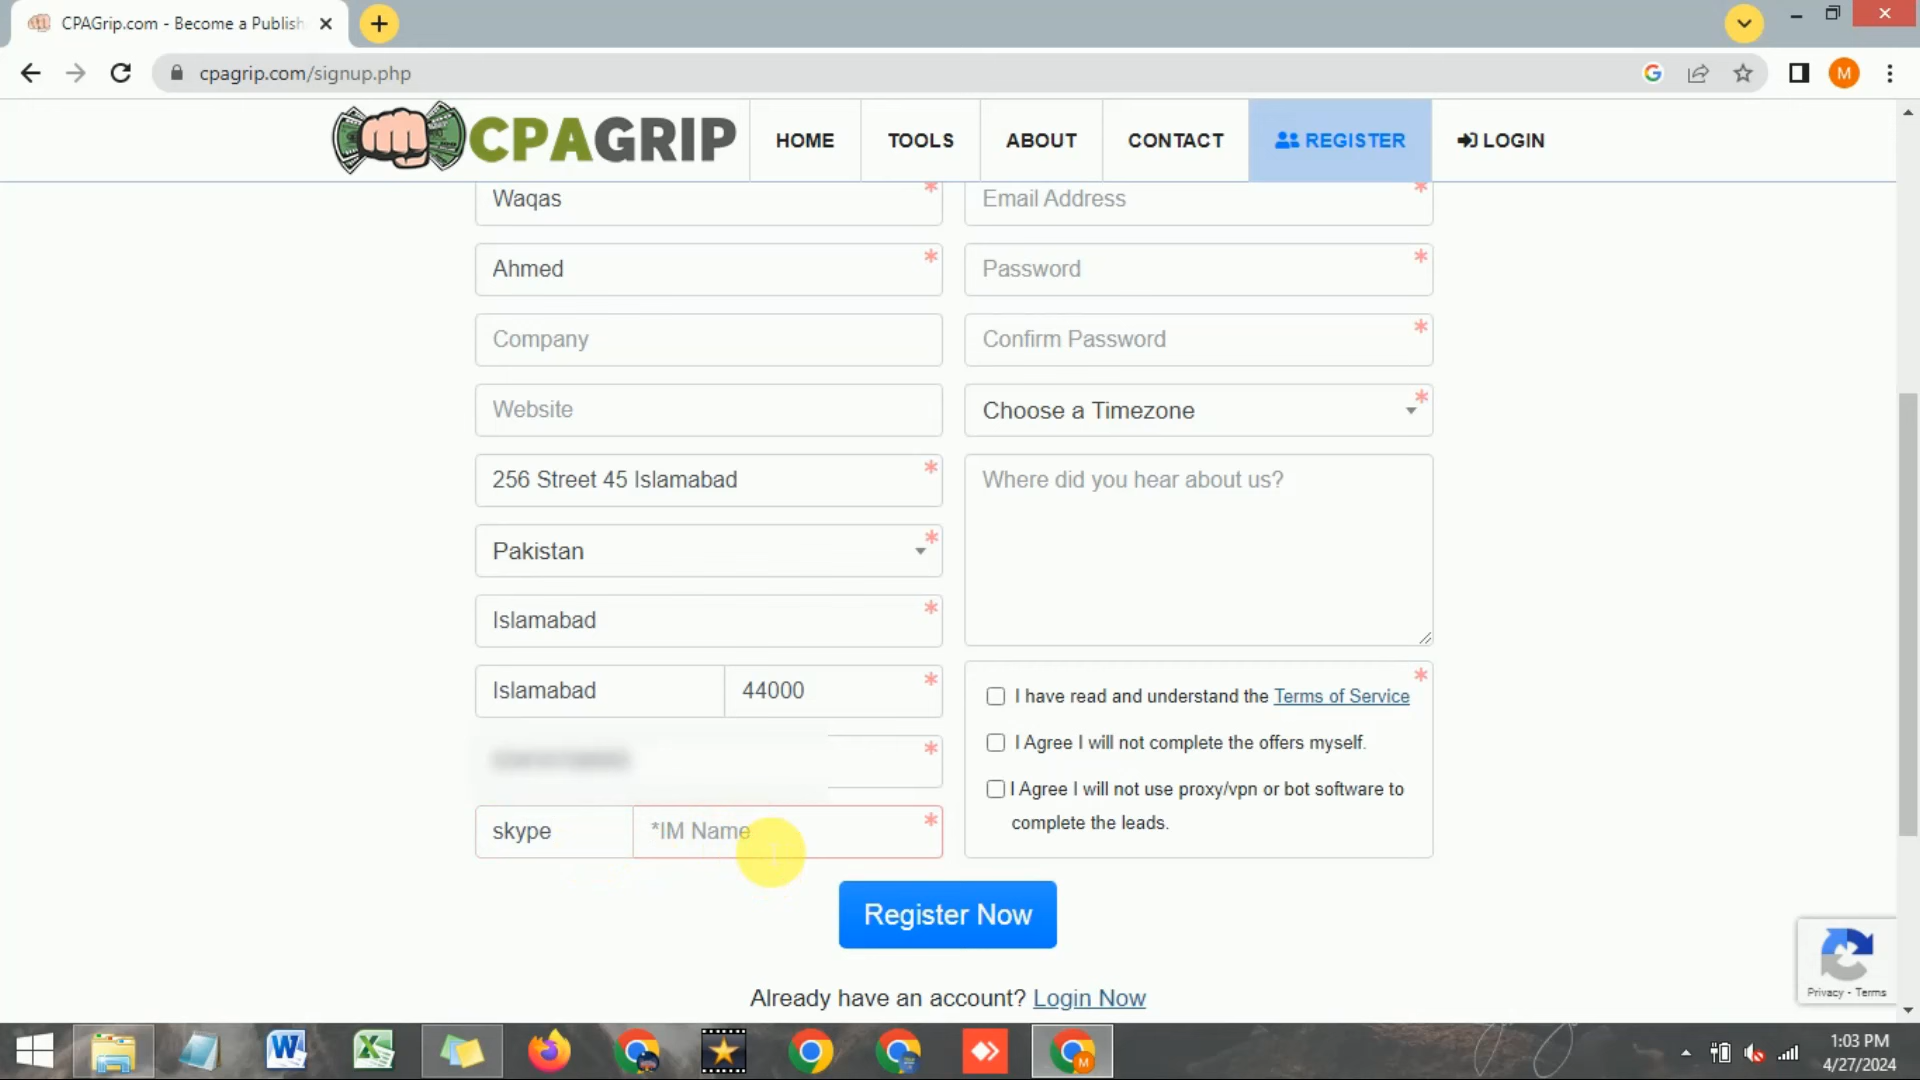 CPAGrip.com - Become a Publish
cpagrip.com/signup.php
M
CPAGRIP
HOME
TOOLS
ABOUT
CONTACT
REGISTER
LOGIN
Waqas *
Email Address *
Ahmed *
Password *
Company
Confirm Password *
Website
Choose a Timezone *
256 Street 45 Islamabad *
Where did you hear about us?
Pakistan *
Islamabad *
Islamabad
44000 *
*
skype
*IM Name *
*
I have read and understand the Terms of Service
I Agree I will not complete the offers myself.
I Agree I will not use proxy/vpn or bot software to
complete the leads.
Register Now
Already have an account? Login Now
Privacy - Terms
1:03 PM
4/27/2024